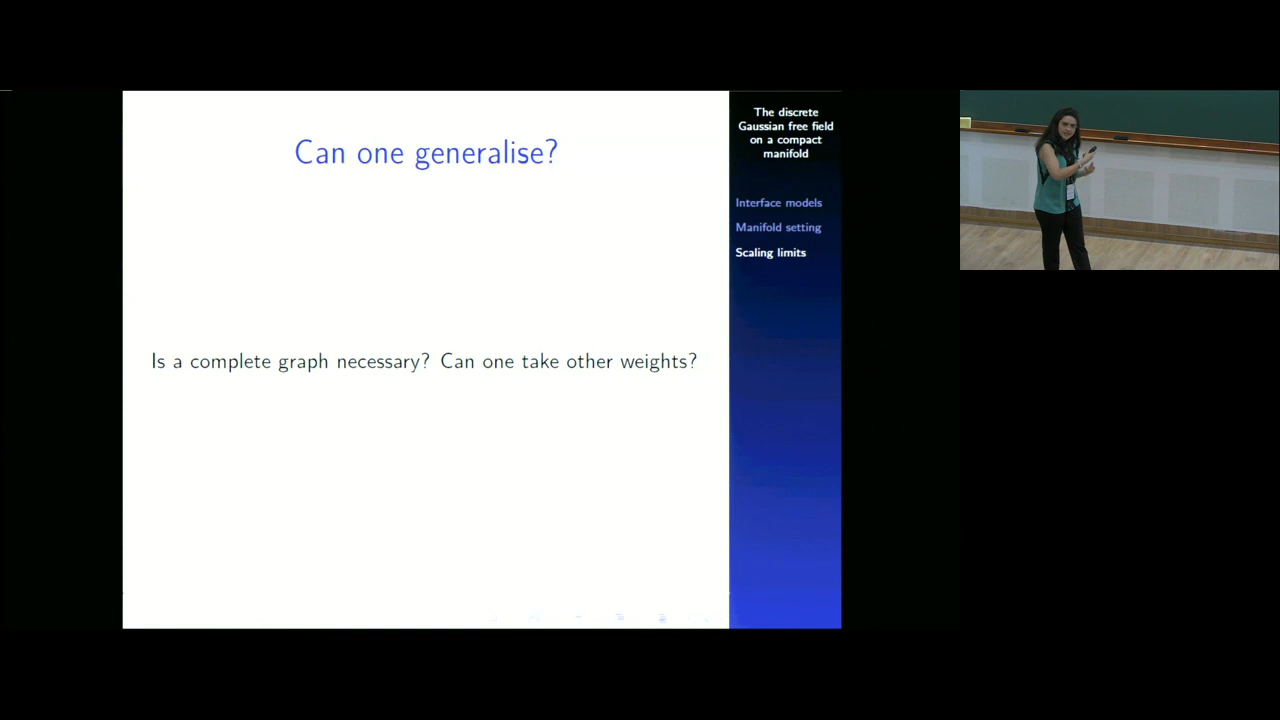 Can one generalise?
Is a complete graph necessary? Can one take other weights?
The discrete
Gaussian free field
on a compact
manifold
Interface models
Manifold setting
Scaling limits